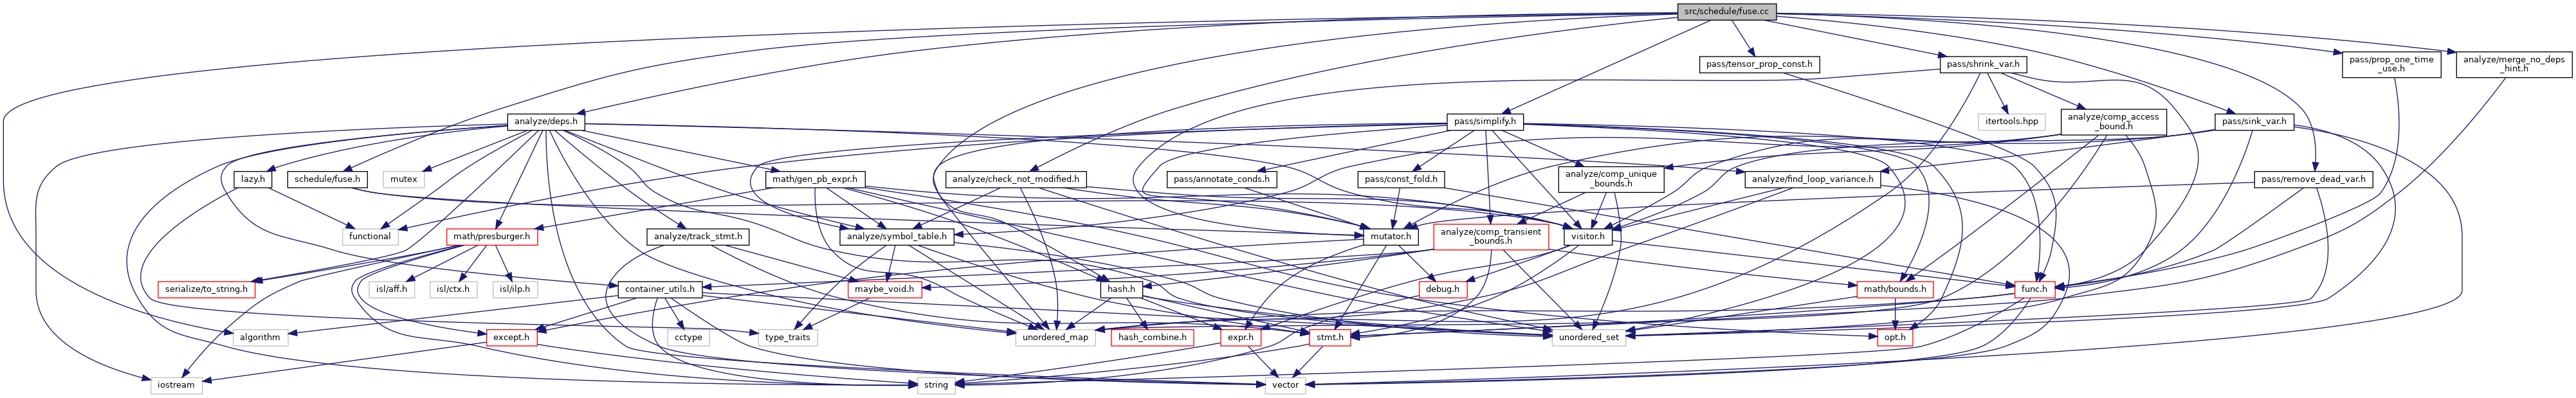 src/schedule/fuse.cc
pass/tensor_prop_const.h
pass/shrink_var.h
pass/prop_one_time
_use.h
analyze/merge_no_deps
_hint.h
analyze/deps.h
pass/simplify.h
itertools.hpp
analyze/comp_access
_bound.h
pass/sink_var.h
lazy.h
schedule/fuse.h
mutex
math/gen_pb_expr.h
analyze/check_not_modified.h
pass/annotate_conds.h
pass/const_fold.h
analyze/comp_unique
_bounds.h
analyze/find_loop_variance.h
pass/remove_dead_var.h
functional
math/presburger.h
analyze/track_stmt.h
analyze/symbol_table.h
mutator.h
analyze/comp_transient
_bounds.h
visitor.h
serialize/to_string.h
isl/aff.h
isl/ctx.h
isl/ilp.h
container_utils.h
maybe_void.h
hash.h
debug.h
math/bounds.h
func.h
algorithm
except.h
cctype
type_traits
unordered_map
hash_combine.h
expr.h
stmt.h
unordered_set
opt.h
iostream
string
vector